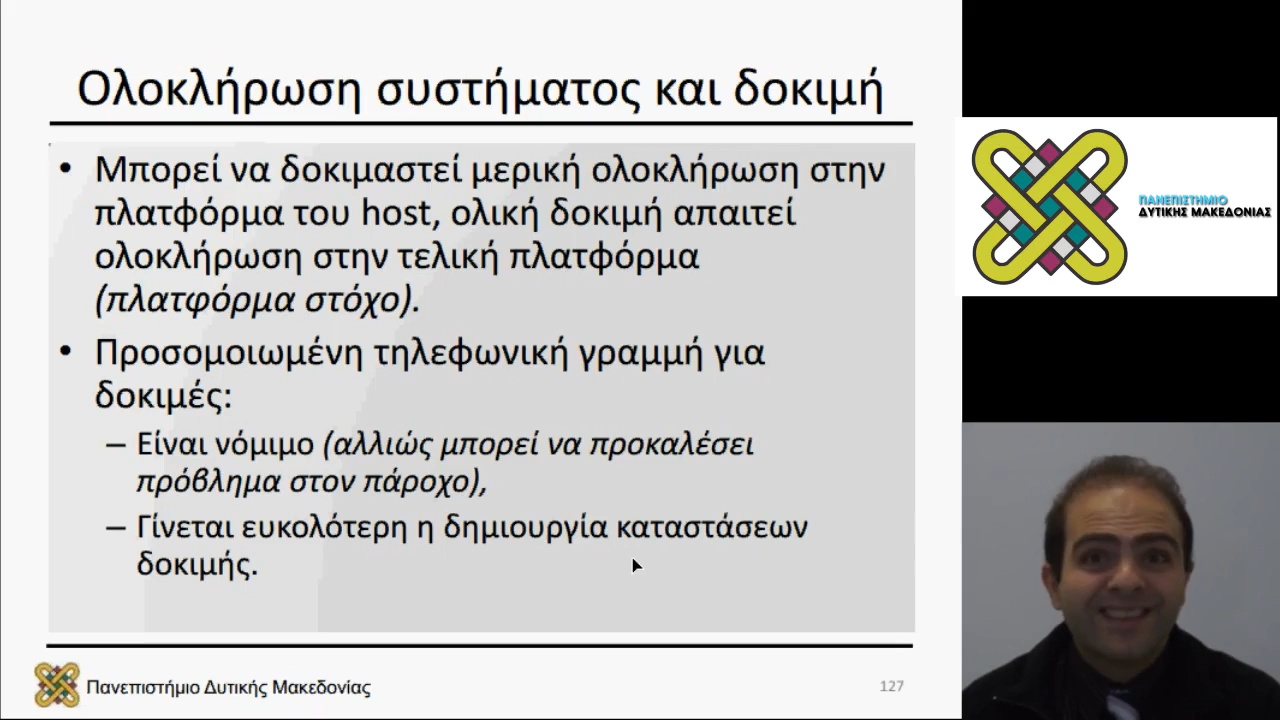 Ολοκλήρωση συστήματος και δοκιμή
• Μπορεί να δοκιμαστεί μερική ολοκλήρωση στην
πλατφόρμα του host, ολική δοκιμή απαιτεί
ολοκλήρωση στην τελική πλατφόρμα
(πλατφόρμα στόχο).
• Προσομοιωμένη τηλεφωνική γραμμή για
δοκιμές:
– Είναι νόμιμο (αλλιώς μπορεί να προκαλέσει
πρόβλημα στον πάροχο),
– Γίνεται ευκολότερη η δημιουργία καταστάσεων
δοκιμής.
Πανεπιστήμιο Δυτικής Μακεδονίας
127
ΠΑΝΕΠΙΣΤΗΜΙΟ
ΔΥΤΙΚΗΣ ΜΑΚΕΔΟΝΙΑΣ